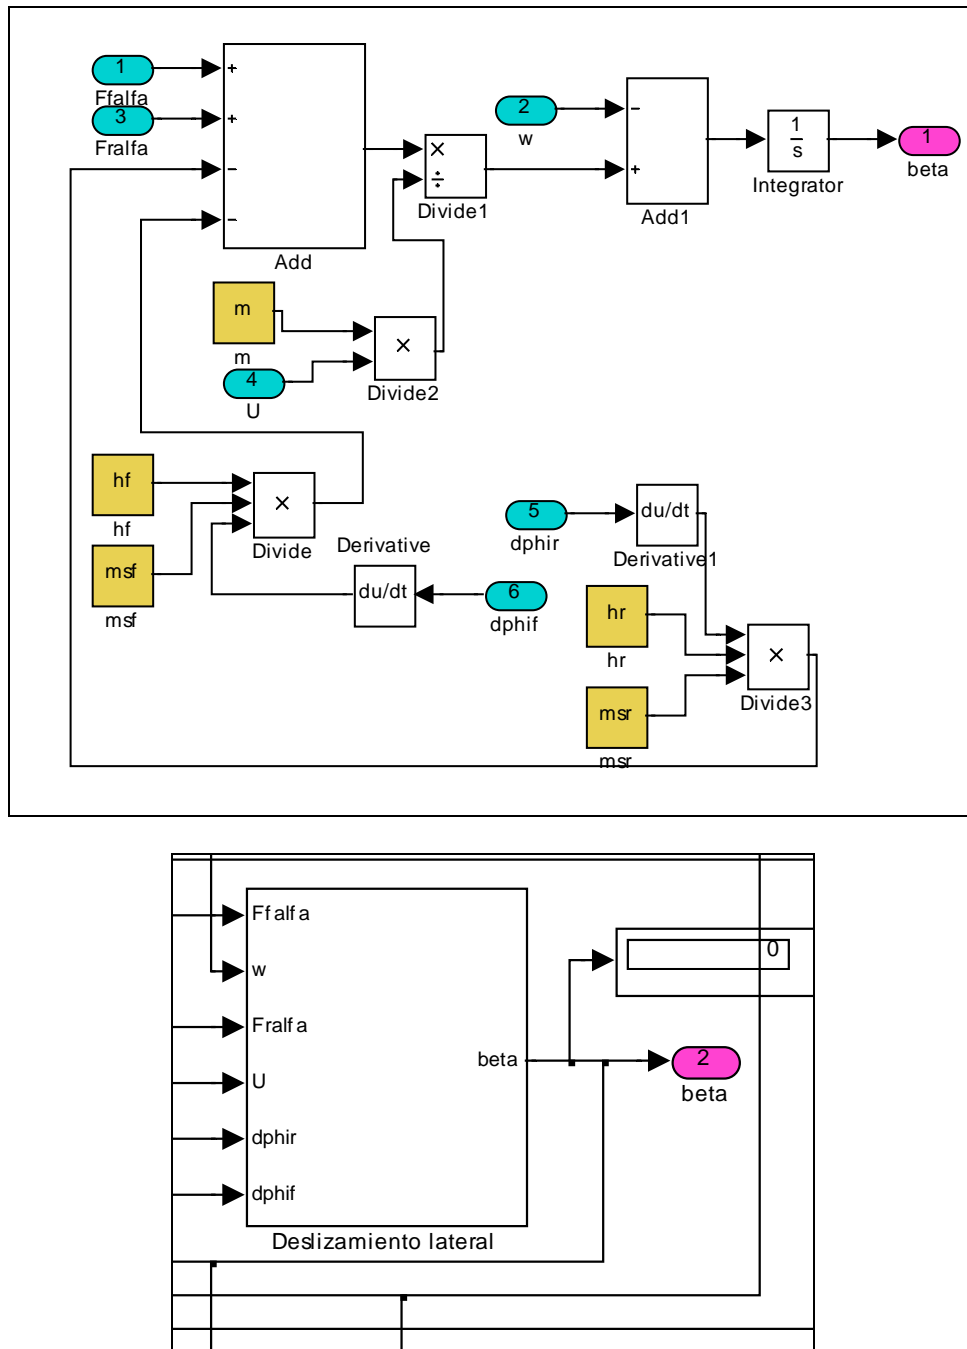 1
Ffalfa
3
Fralfa
+
+
−
−
Add
×
÷
Divide1
2
w
−
+
Add1
1
s
Integrator
1
beta
m
m
4
U
×
Divide2
hf
hf
msf
msf
×
Divide
Derivative
du/dt
6
dphif
5
dphir
du/dt
Derivative1
hr
hr
msr
msr
×
Divide3
Ffalfa
w
Fralfa
U
dphir
dphif
beta
Deslizamiento lateral
0
2
beta